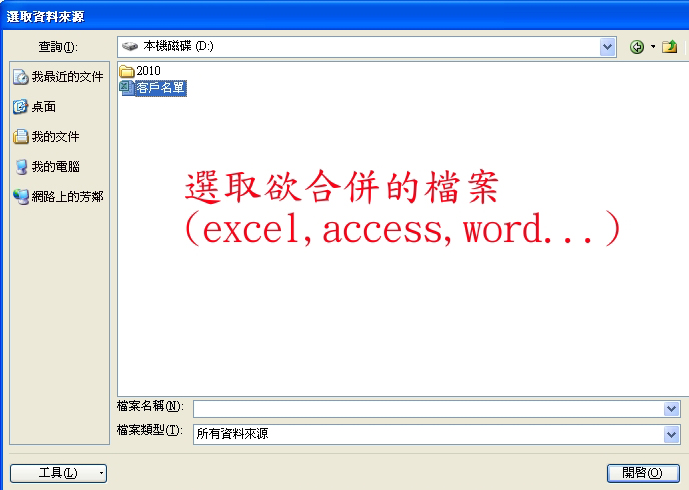 選取資料來源
查詢(I):
本機磁碟 (D:)
我最近的文件
桌面
我的文件
我的電腦
網路上的芳鄰
2010
客戶名單
選取欲合併的檔案
(excel,access,word...)
檔案名稱(N):
檔案類型(T):
所有資料來源
工具(L)
開啓(O)